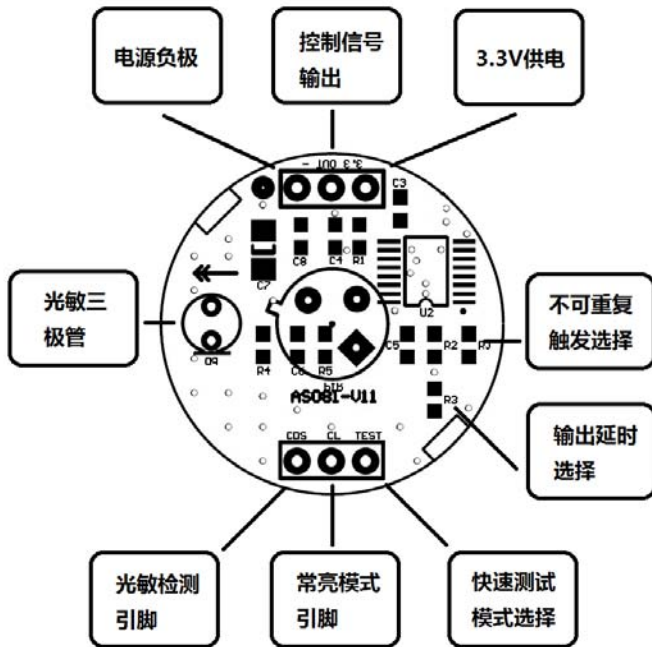 电源负极
控制信号
输出
3.3V供电
- OUT 3.3
C3
C8
C4
R1
C7
U2
光敏三
极管
不可重复
触发选择
R4
C6
R5
C5
R2
RJ
PIR
AS081-V11
R3
输出延时
选择
CDS
CL
TEST
光敏检测
引脚
常亮模式
引脚
快速测试
模式选择